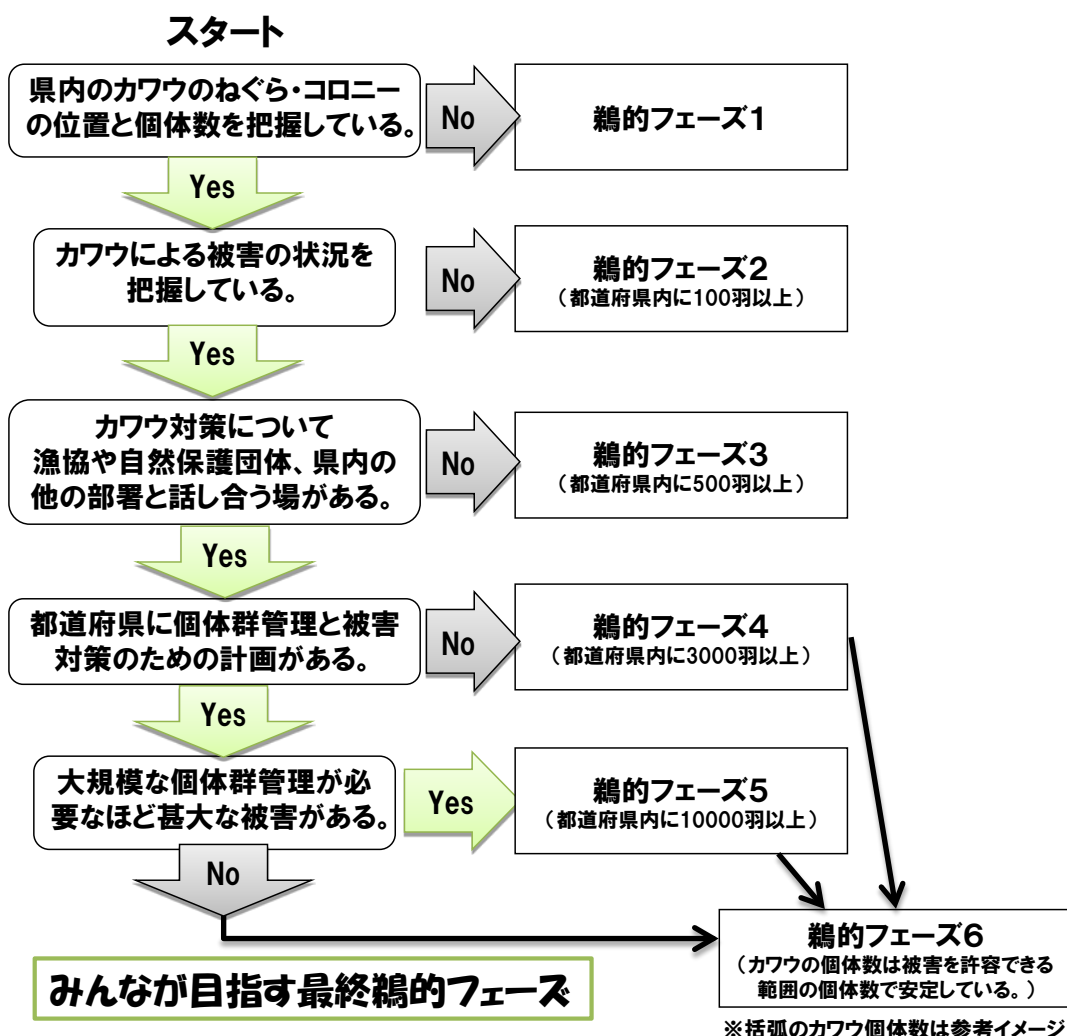 スタート
県内のカワウのねぐら・コロニー
の位置と個体数を把握している。
No
鵜的フェーズ1
Yes
カワウによる被害の状況を
把握している。
No
鵜的フェーズ2
（都道府県内に100羽以上）
Yes
カワウ対策について
漁協や自然保護団体、県内の
他の部署と話し合う場がある。
No
鵜的フェーズ3
（都道府県内に500羽以上）
Yes
都道府県に個体群管理と被害
対策のための計画がある。
No
鵜的フェーズ4
（都道府県内に3000羽以上）
Yes
大規模な個体群管理が必
要なほど甚大な被害がある。
Yes
鵜的フェーズ5
（都道府県内に10000羽以上）
No
鵜的フェーズ6
（カワウの個体数は被害を許容できる
範囲の個体数で安定している。）
みんなが目指す最終鵜的フェーズ
※括弧のカワウ個体数は参考イメージ